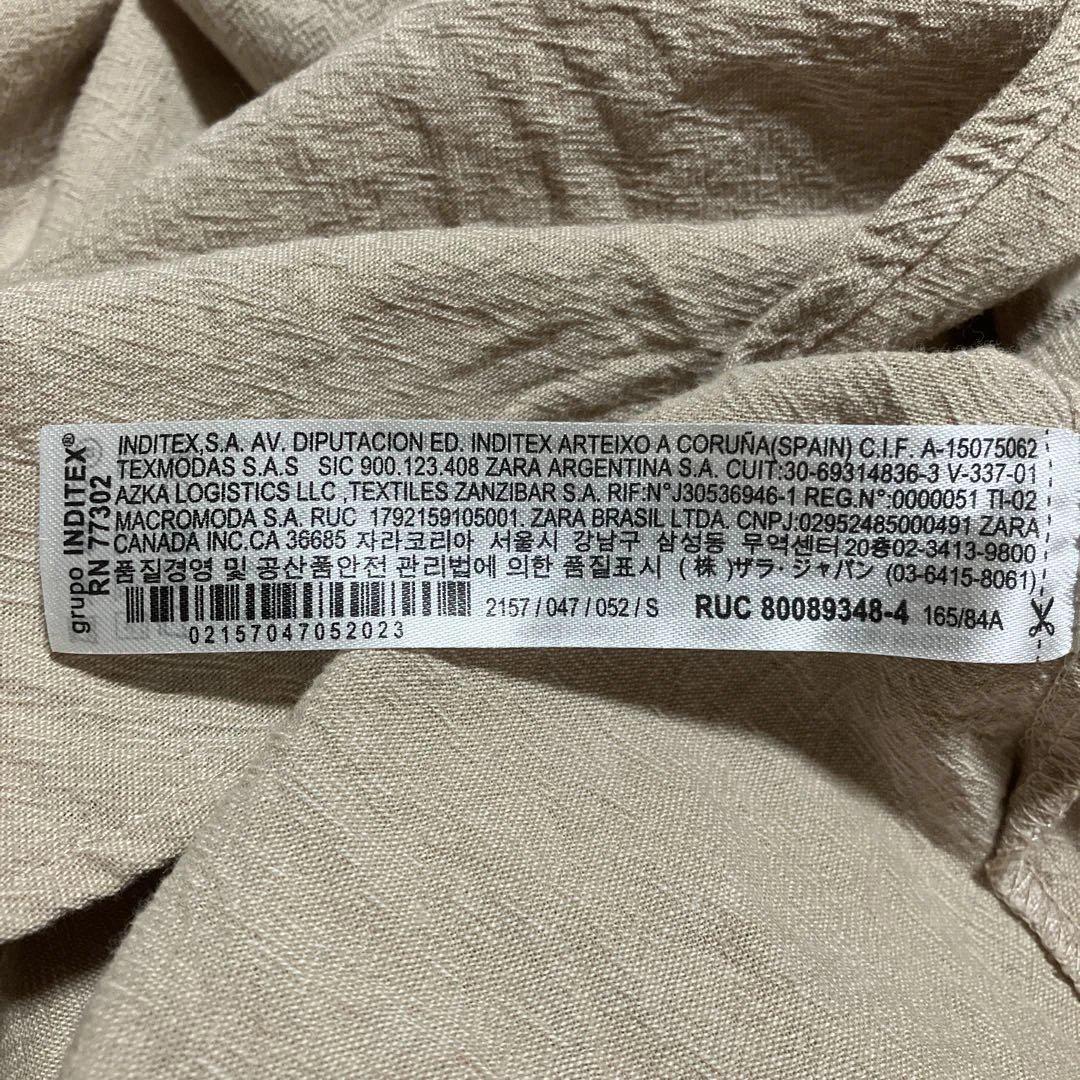 grupo INDITEX®
RN 77302
INDITEX,S.A. AV. DIPUTACION ED. INDITEX ARTEIXO A CORUÑA(SPAIN) C.I.F. A-15075062
TEXMODAS S.A.S SIC 900.123.408 ZARA ARGENTINA S.A. CUIT:30-69314836-3 V-337-01
AZKA LOGISTICS LLC ,TEXTILES ZANZIBAR S.A. RIF:N°J30536946-1 REG.N°:0000051 TI-02
MACROMODA S.A. RUC 1792159105001. ZARA BRASIL LTDA. CNPJ:02952485000491 ZARA
CANADA INC.CA 36685 자라코리아 서울시 강남구 삼성동 무역센터 20층02-3413-9800
품질경영 및 공산품안전 관리법에 의한 품질표시 (株)ザラ・ジャパン (03-6415-8061)
2157 / 047 / 052 / S RUC 80089348-4 165/84A
02157047052023